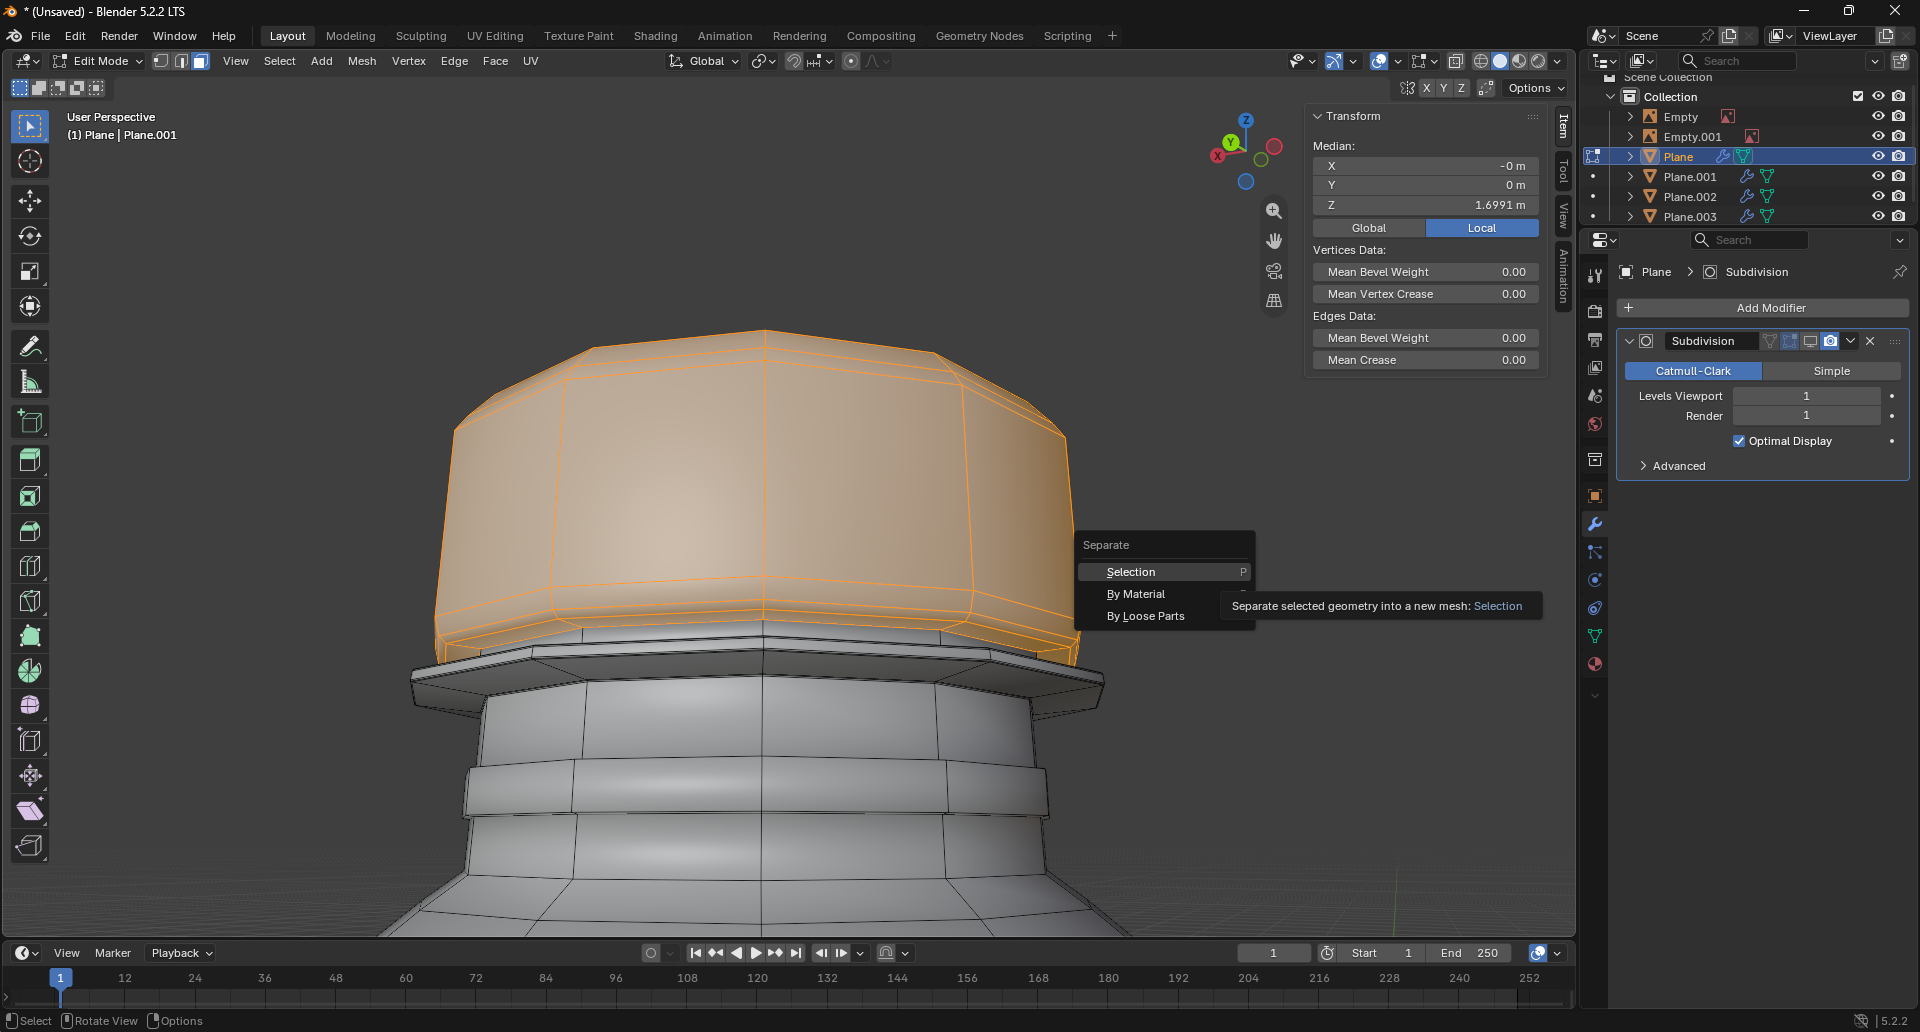 * (Unsaved) - Blender 5.2.2 LTS
File Edit Render Window Help Layout Modeling Sculpting UV Editing Texture Paint Shading Animation Rendering Compositing Geometry Nodes Scripting +
Scene
ViewLayer
Edit Mode View Select Add Mesh Vertex Edge Face UV
Global
X Y Z Options
User Perspective
(1) Plane | Plane.001
Z
Y
X
Transform
Median:
X -0 m
Y 0 m
Z 1.6991 m
Global Local
Vertices Data:
Mean Bevel Weight 0.00
Mean Vertex Crease 0.00
Edges Data:
Mean Bevel Weight 0.00
Mean Crease 0.00
Item
Tool
View
Animation
Separate
Selection P
By Material
By Loose Parts
Separate selected geometry into a new mesh: Selection
Search
Scene Collection
Collection
Empty
Empty.001
Plane
Plane.001
Plane.002
Plane.003
Search
Plane > Subdivision
+ Add Modifier
Subdivision
Catmull-Clark Simple
Levels Viewport 1
Render 1
Optimal Display
Advanced
View Marker Playback
1
Start 1
End 250
1 12 24 36 48 60 72 84 96 108 120 132 144 156 168 180 192 204 216 228 240 252
Select Rotate View Options
5.2.2